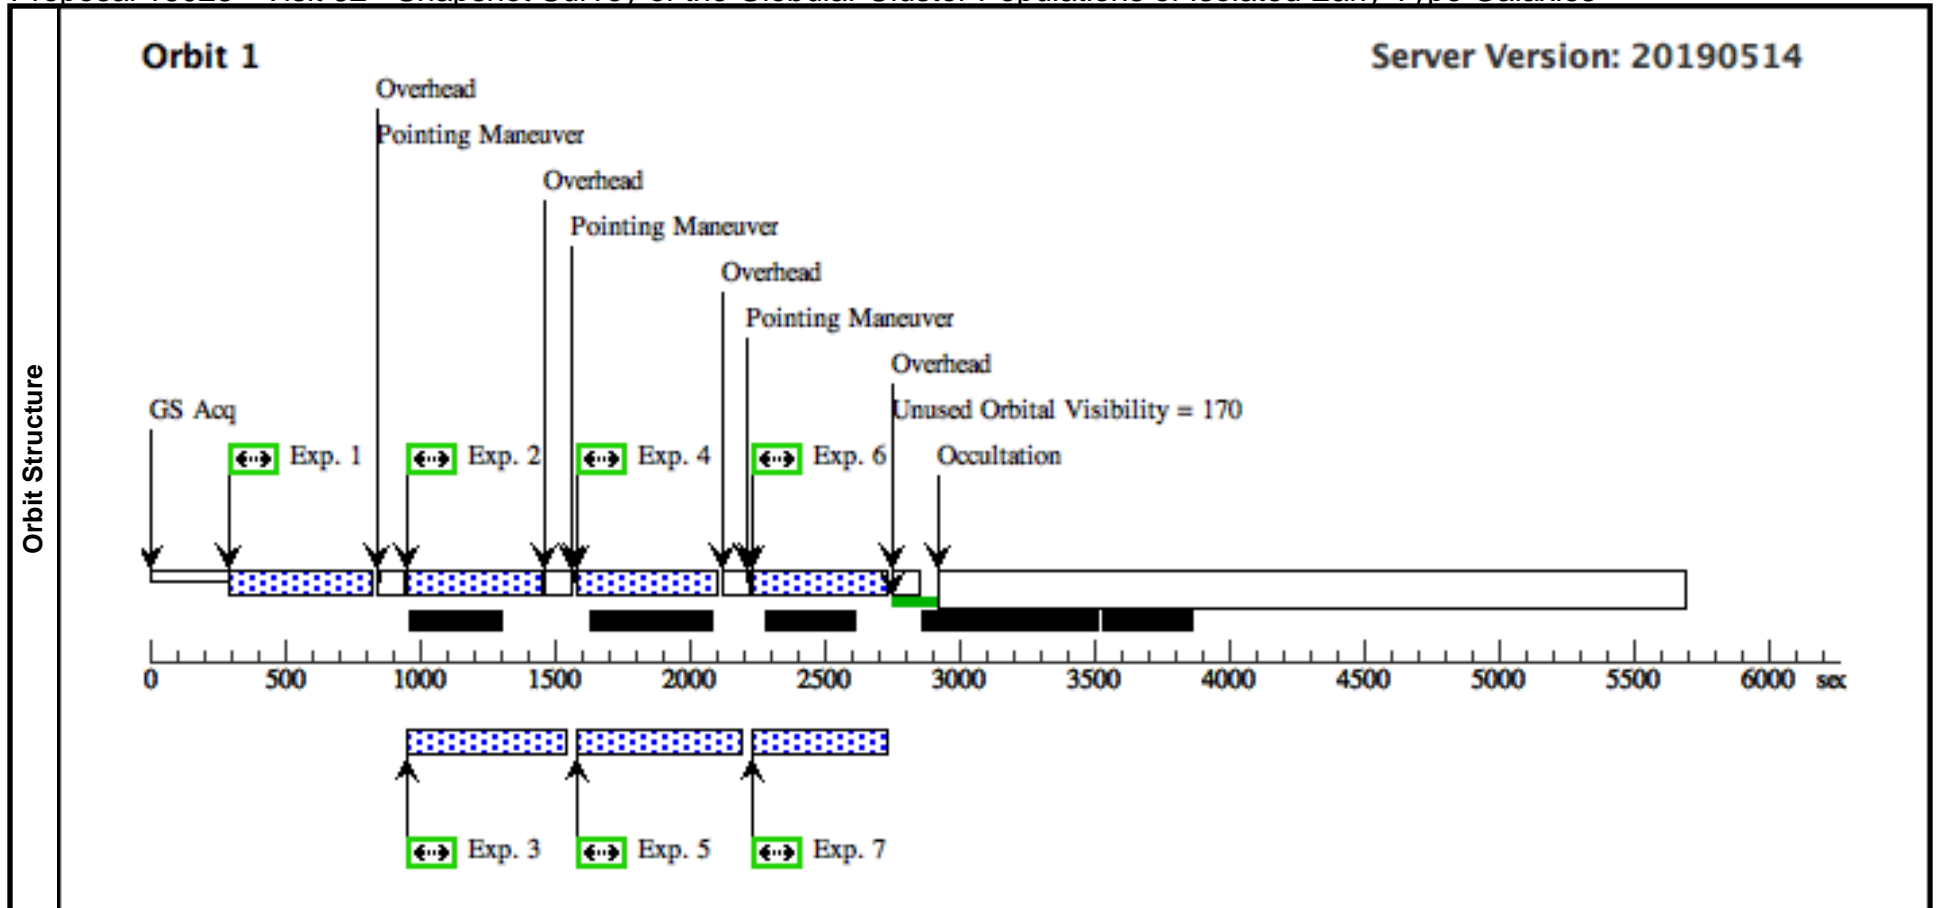 Orbit 1
Server Version: 20190514
Overhead
Pointing Maneuver
Overhead
Pointing Maneuver
Overhead
Pointing Maneuver
Overhead
GS Acq
Unused Orbital Visibility = 170
Exp. 1
Exp. 2
Exp. 4
Exp. 6
Occultation
Orbit Structure
0 500 1000 1500 2000 2500 3000 3500 4000 4500 5000 5500 6000 sec
Exp. 3
Exp. 5
Exp. 7